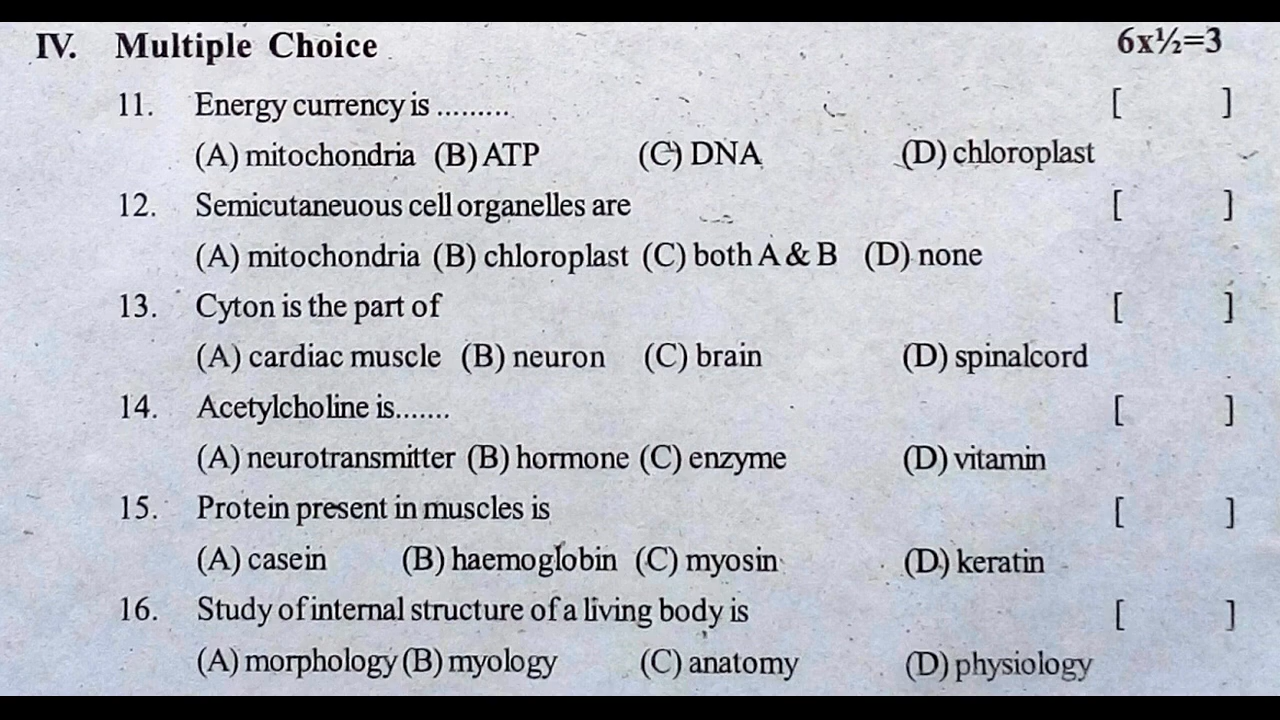 IV. Multiple Choice 6x½=3
11. Energy currency is ......... [ ]
(A) mitochondria (B) ATP (C) DNA (D) chloroplast
12. Semicutaneuous cell organelles are [ ]
(A) mitochondria (B) chloroplast (C) both A & B (D) none
13. Cyton is the part of [ ]
(A) cardiac muscle (B) neuron (C) brain (D) spinalcord
14. Acetylcholine is....... [ ]
(A) neurotransmitter (B) hormone (C) enzyme (D) vitamin
15. Protein present in muscles is [ ]
(A) casein (B) haemoglobin (C) myosin (D) keratin
16. Study of internal structure of a living body is [ ]
(A) morphology (B) myology (C) anatomy (D) physiology